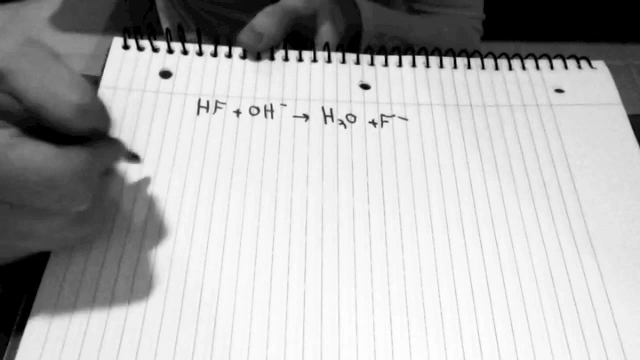 HF + OH⁻ → H₂O + F⁻